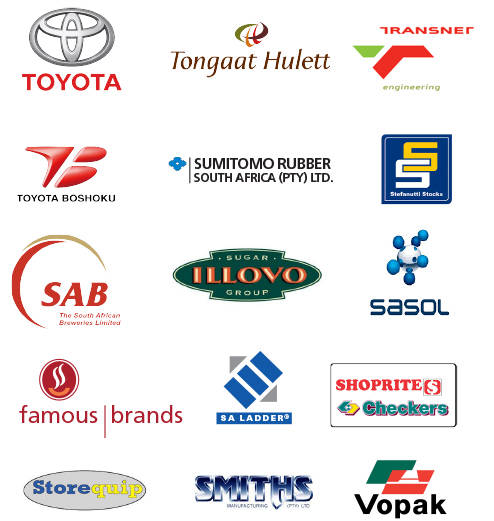 TOYOTA
Tongaat Hulett
TRANSNET
engineering
TOYOTA BOSHOKU
SUMITOMO RUBBER
SOUTH AFRICA (PTY) LTD.
SS
Stefanutti Stocks
SAB
The South African
Breweries Limited
SUGAR
ILLOVO
GROUP
sasol
famous brands
SA LADDER®
SHOPRITE S
Checkers
Storequip
SMITHS
MANUFACTURING (PTY) LTD
Vopak